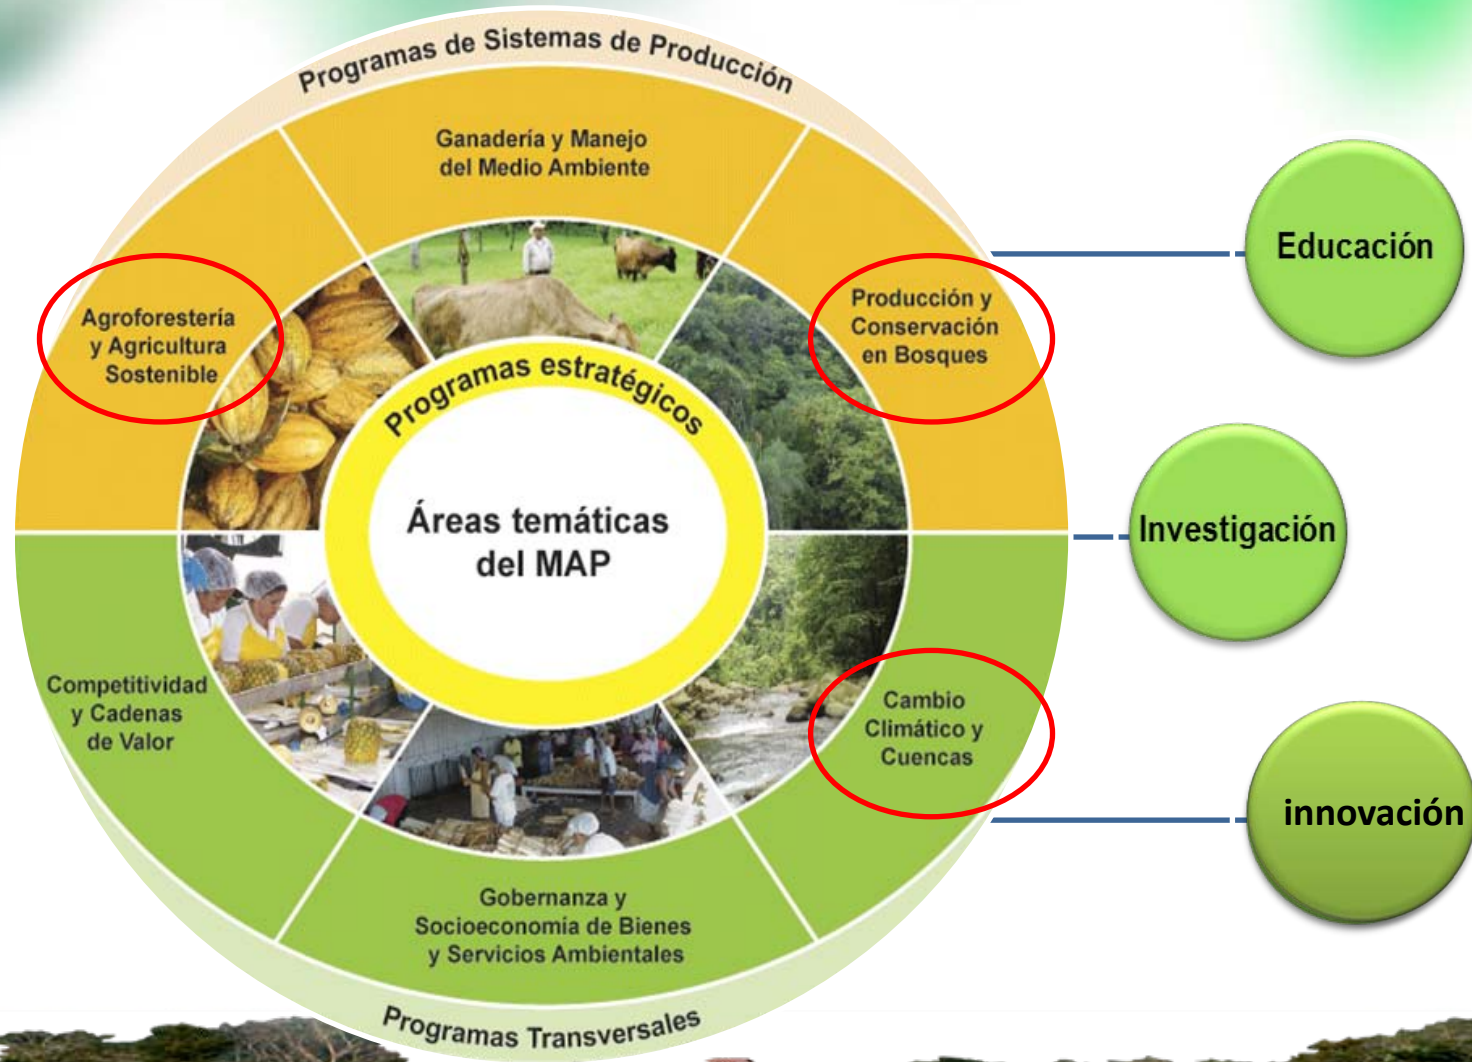 Programas de Sistemas de Producción
Ganadería y Manejo
del Medio Ambiente
Agroforestería
y Agricultura
Sostenible
Producción y
Conservación
en Bosques
Programas estratégicos
Áreas temáticas
del MAP
Competitividad
y Cadenas
de Valor
Cambio
Climático y
Cuencas
Gobernanza y
Socioeconomía de Bienes
y Servicios Ambientales
Programas Transversales
Educación
Investigación
innovación